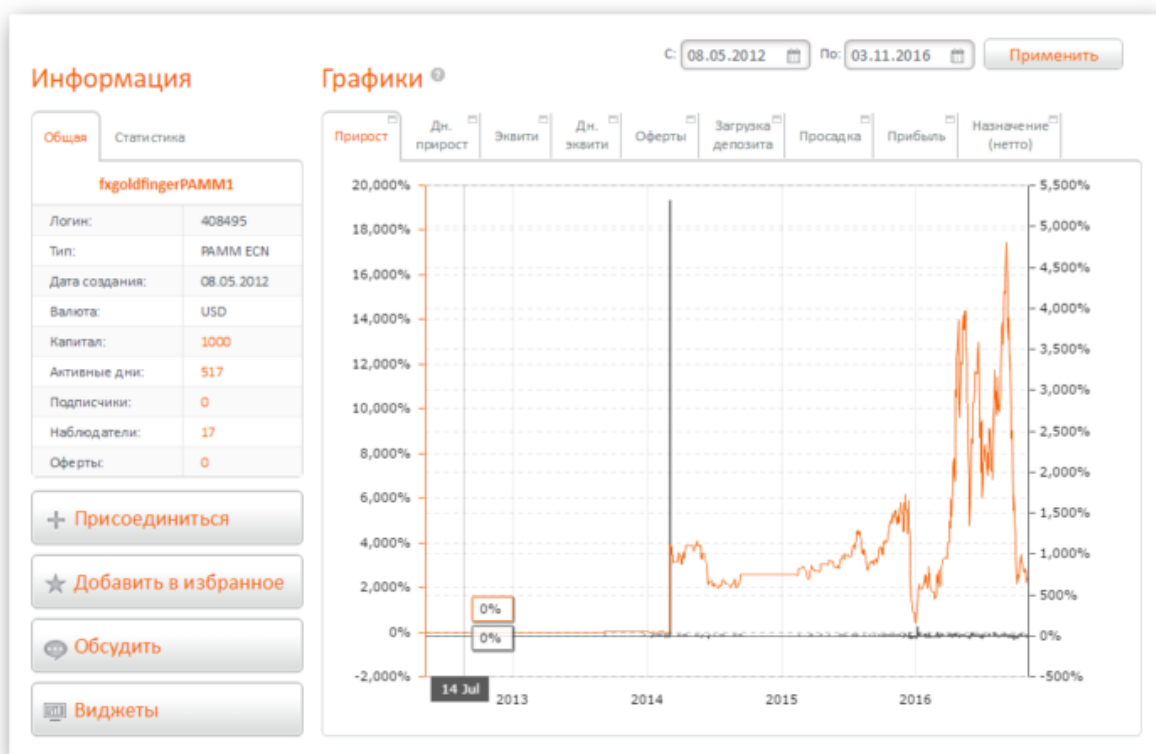 С: 08.05.2012 По: 03.11.2016 Применить
Информация
Графики ?
Общая Статистика
fxgoldfingerPAMM1
Логин: 408495
Тип: PAMM ECN
Дата создания: 08.05.2012
Валюта: USD
Капитал: 1000
Активные дни: 517
Подписчики: 0
Наблюдатели: 17
Оферты: 0
Присоединиться
Добавить в избранное
Обсудить
Виджеты
Прирост
Дн. прирост
Эквити
Дн. эквити
Оферты
Загрузка депозита
Просадка
Прибыль
Назначение (нетто)
20,000%
18,000%
16,000%
14,000%
12,000%
10,000%
8,000%
6,000%
4,000%
2,000%
0%
-2,000%
5,500%
5,000%
4,500%
4,000%
3,500%
3,000%
2,500%
2,000%
1,500%
1,000%
500%
0%
-500%
0%
0%
14 Jul
2013
2014
2015
2016